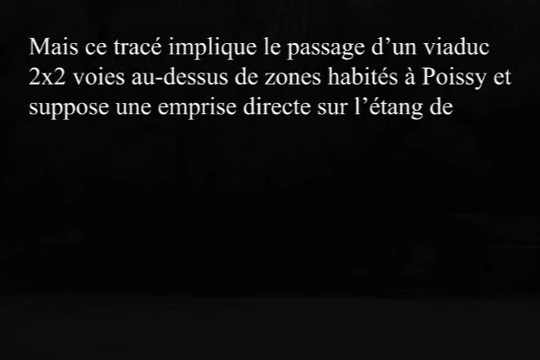 Mais ce tracé implique le passage d’un viaduc
2x2 voies au-dessus de zones habités à Poissy et
suppose une emprise directe sur l’étang de